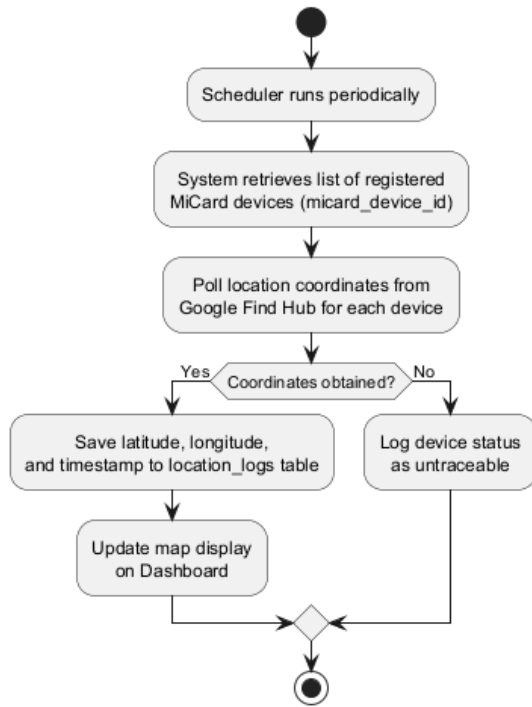 Scheduler runs periodically
System retrieves list of registered
MiCard devices (micard_device_id)
Poll location coordinates from
Google Find Hub for each device
Yes
Coordinates obtained?
No
Save latitude, longitude,
and timestamp to location_logs table
Log device status
as untraceable
Update map display
on Dashboard